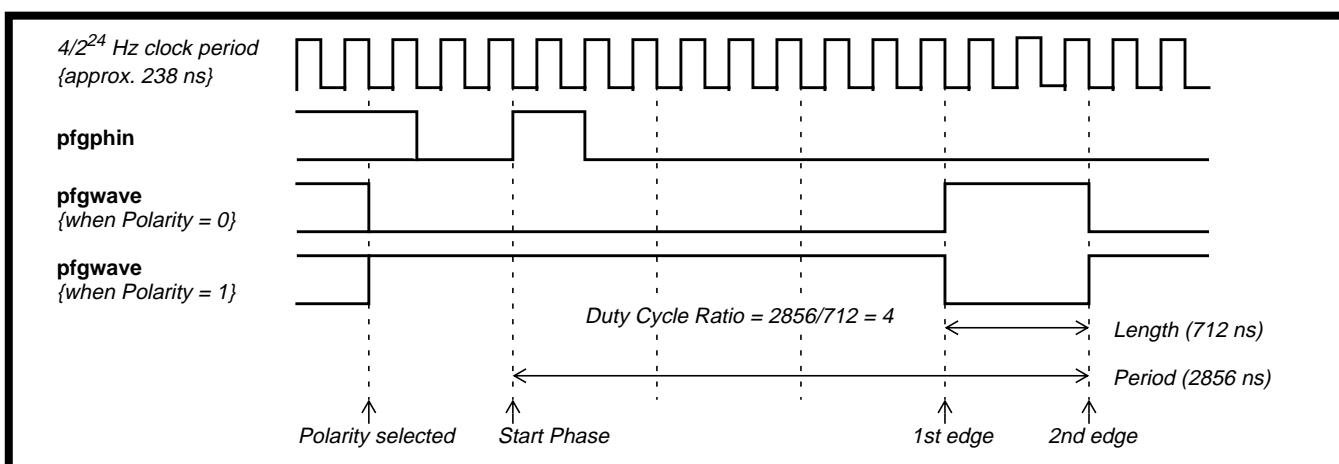 4/2^24 Hz clock period
{approx. 238 ns}
pfgphin
pfgwave
{when Polarity = 0}
pfgwave
{when Polarity = 1}
Duty Cycle Ratio = 2856/712 = 4
Length (712 ns)
Period (2856 ns)
Polarity selected
Start Phase
1st edge
2nd edge